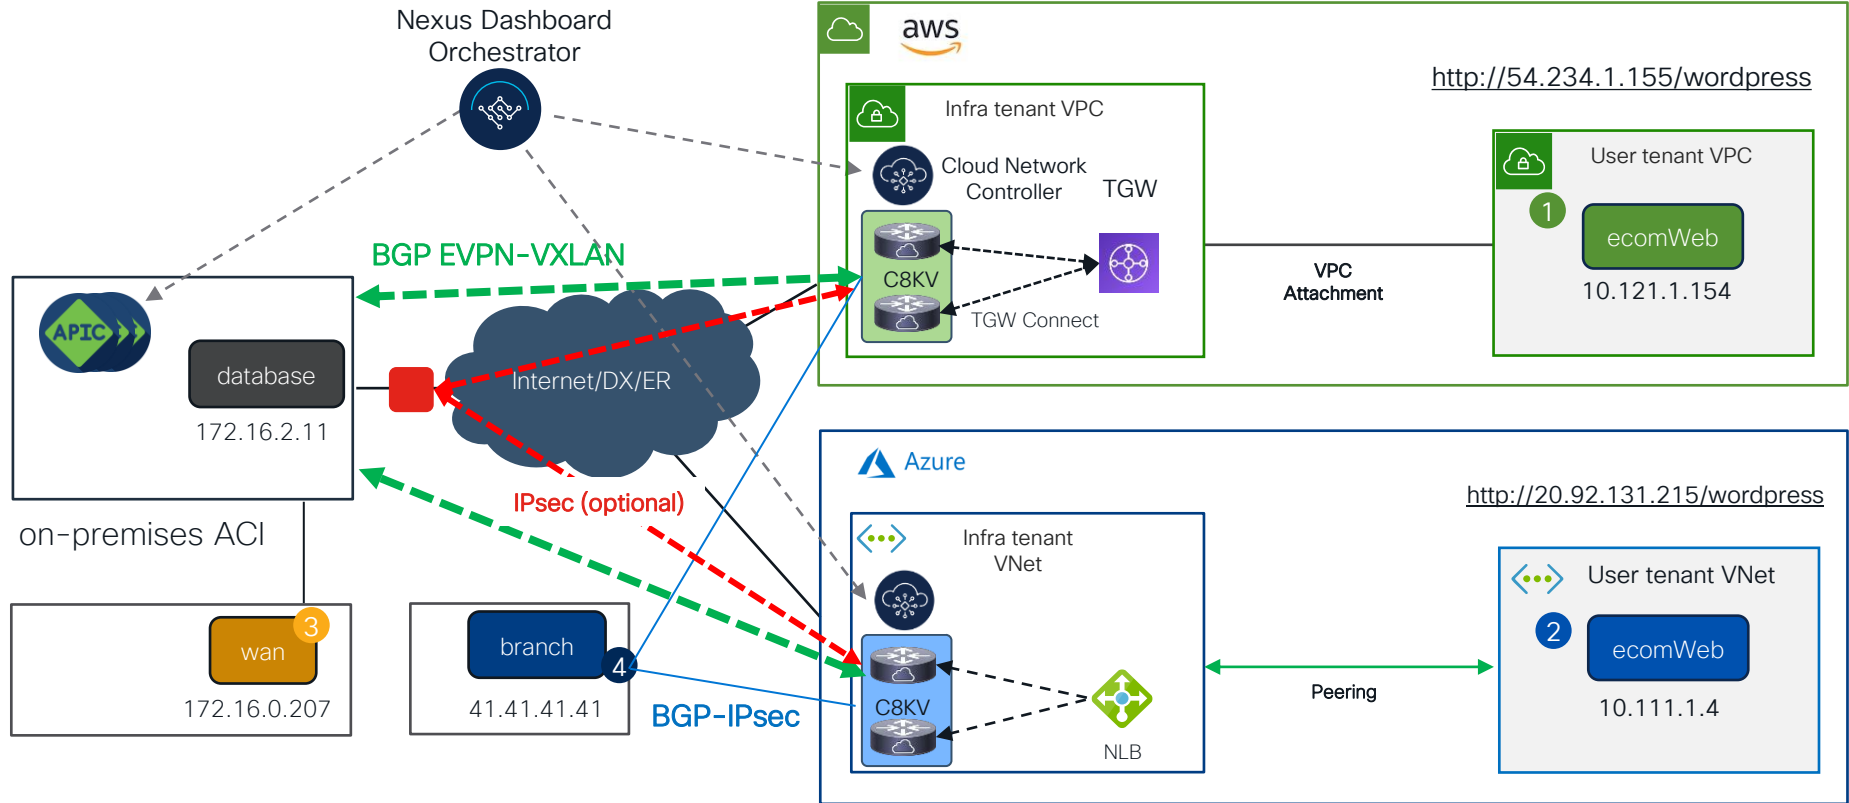 Nexus Dashboard
Orchestrator
aws
http://54.234.1.155/wordpress
Infra tenant VPC
Cloud Network
Controller
TGW
User tenant VPC
1
ecomWeb
10.121.1.154
BGP EVPN-VXLAN
C8KV
TGW Connect
VPC
Attachment
APIC
database
172.16.2.11
Internet/DX/ER
IPsec (optional)
on-premises ACI
Azure
http://20.92.131.215/wordpress
Infra tenant
VNet
User tenant VNet
2
ecomWeb
10.111.1.4
3
wan
172.16.0.207
branch
4
41.41.41.41
BGP-IPsec
C8KV
NLB
Peering